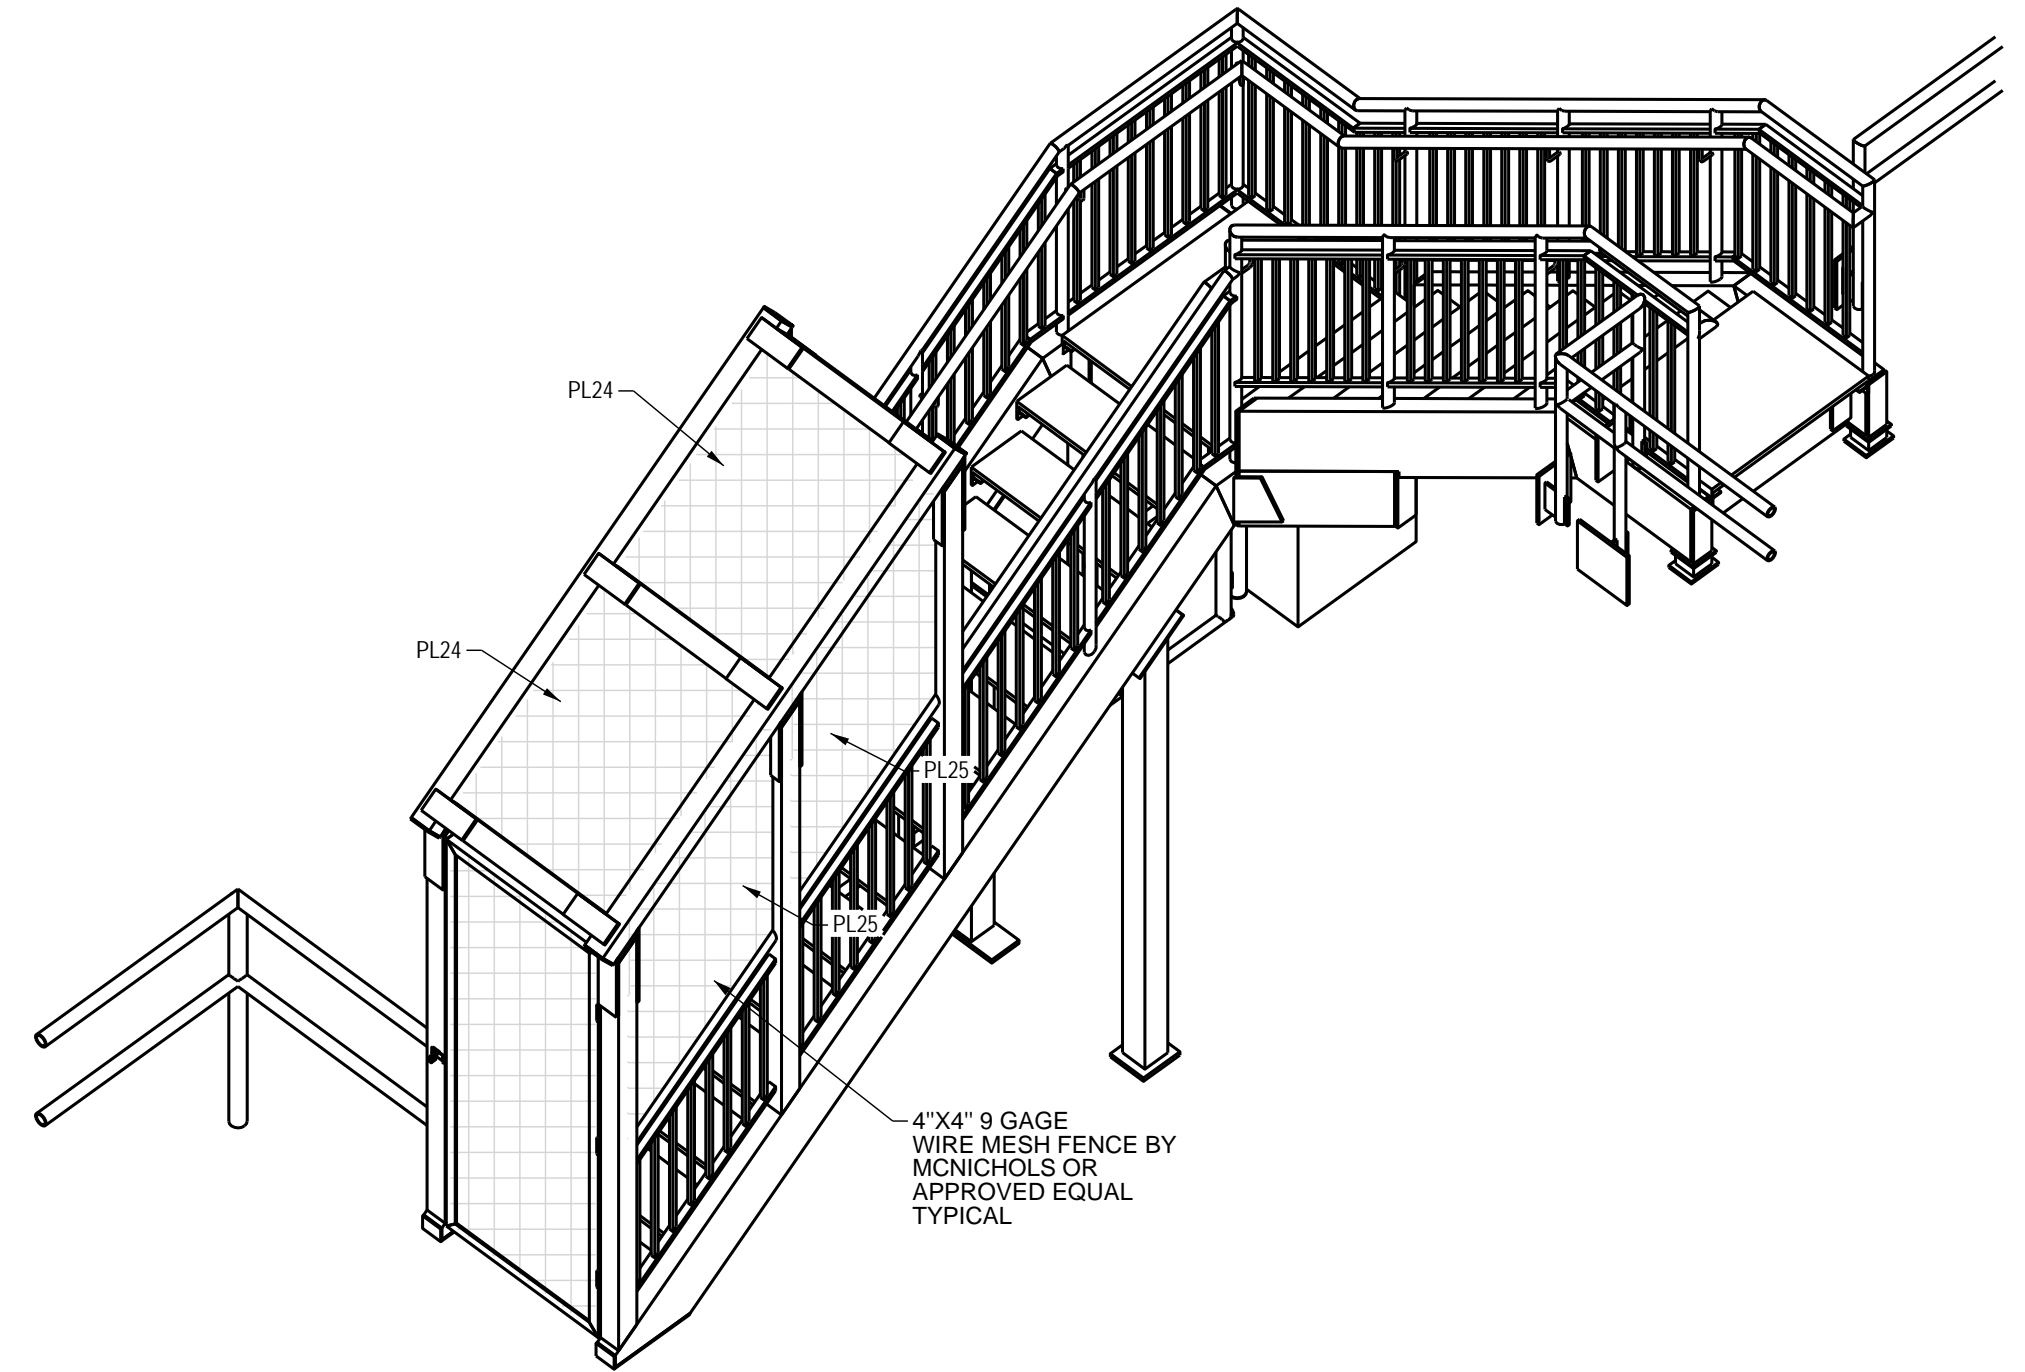 PL24
PL24
PL25
PL25
4"X4" 9 GAGE
WIRE MESH FENCE BY
MCNICHOLS OR
APPROVED EQUAL
TYPICAL